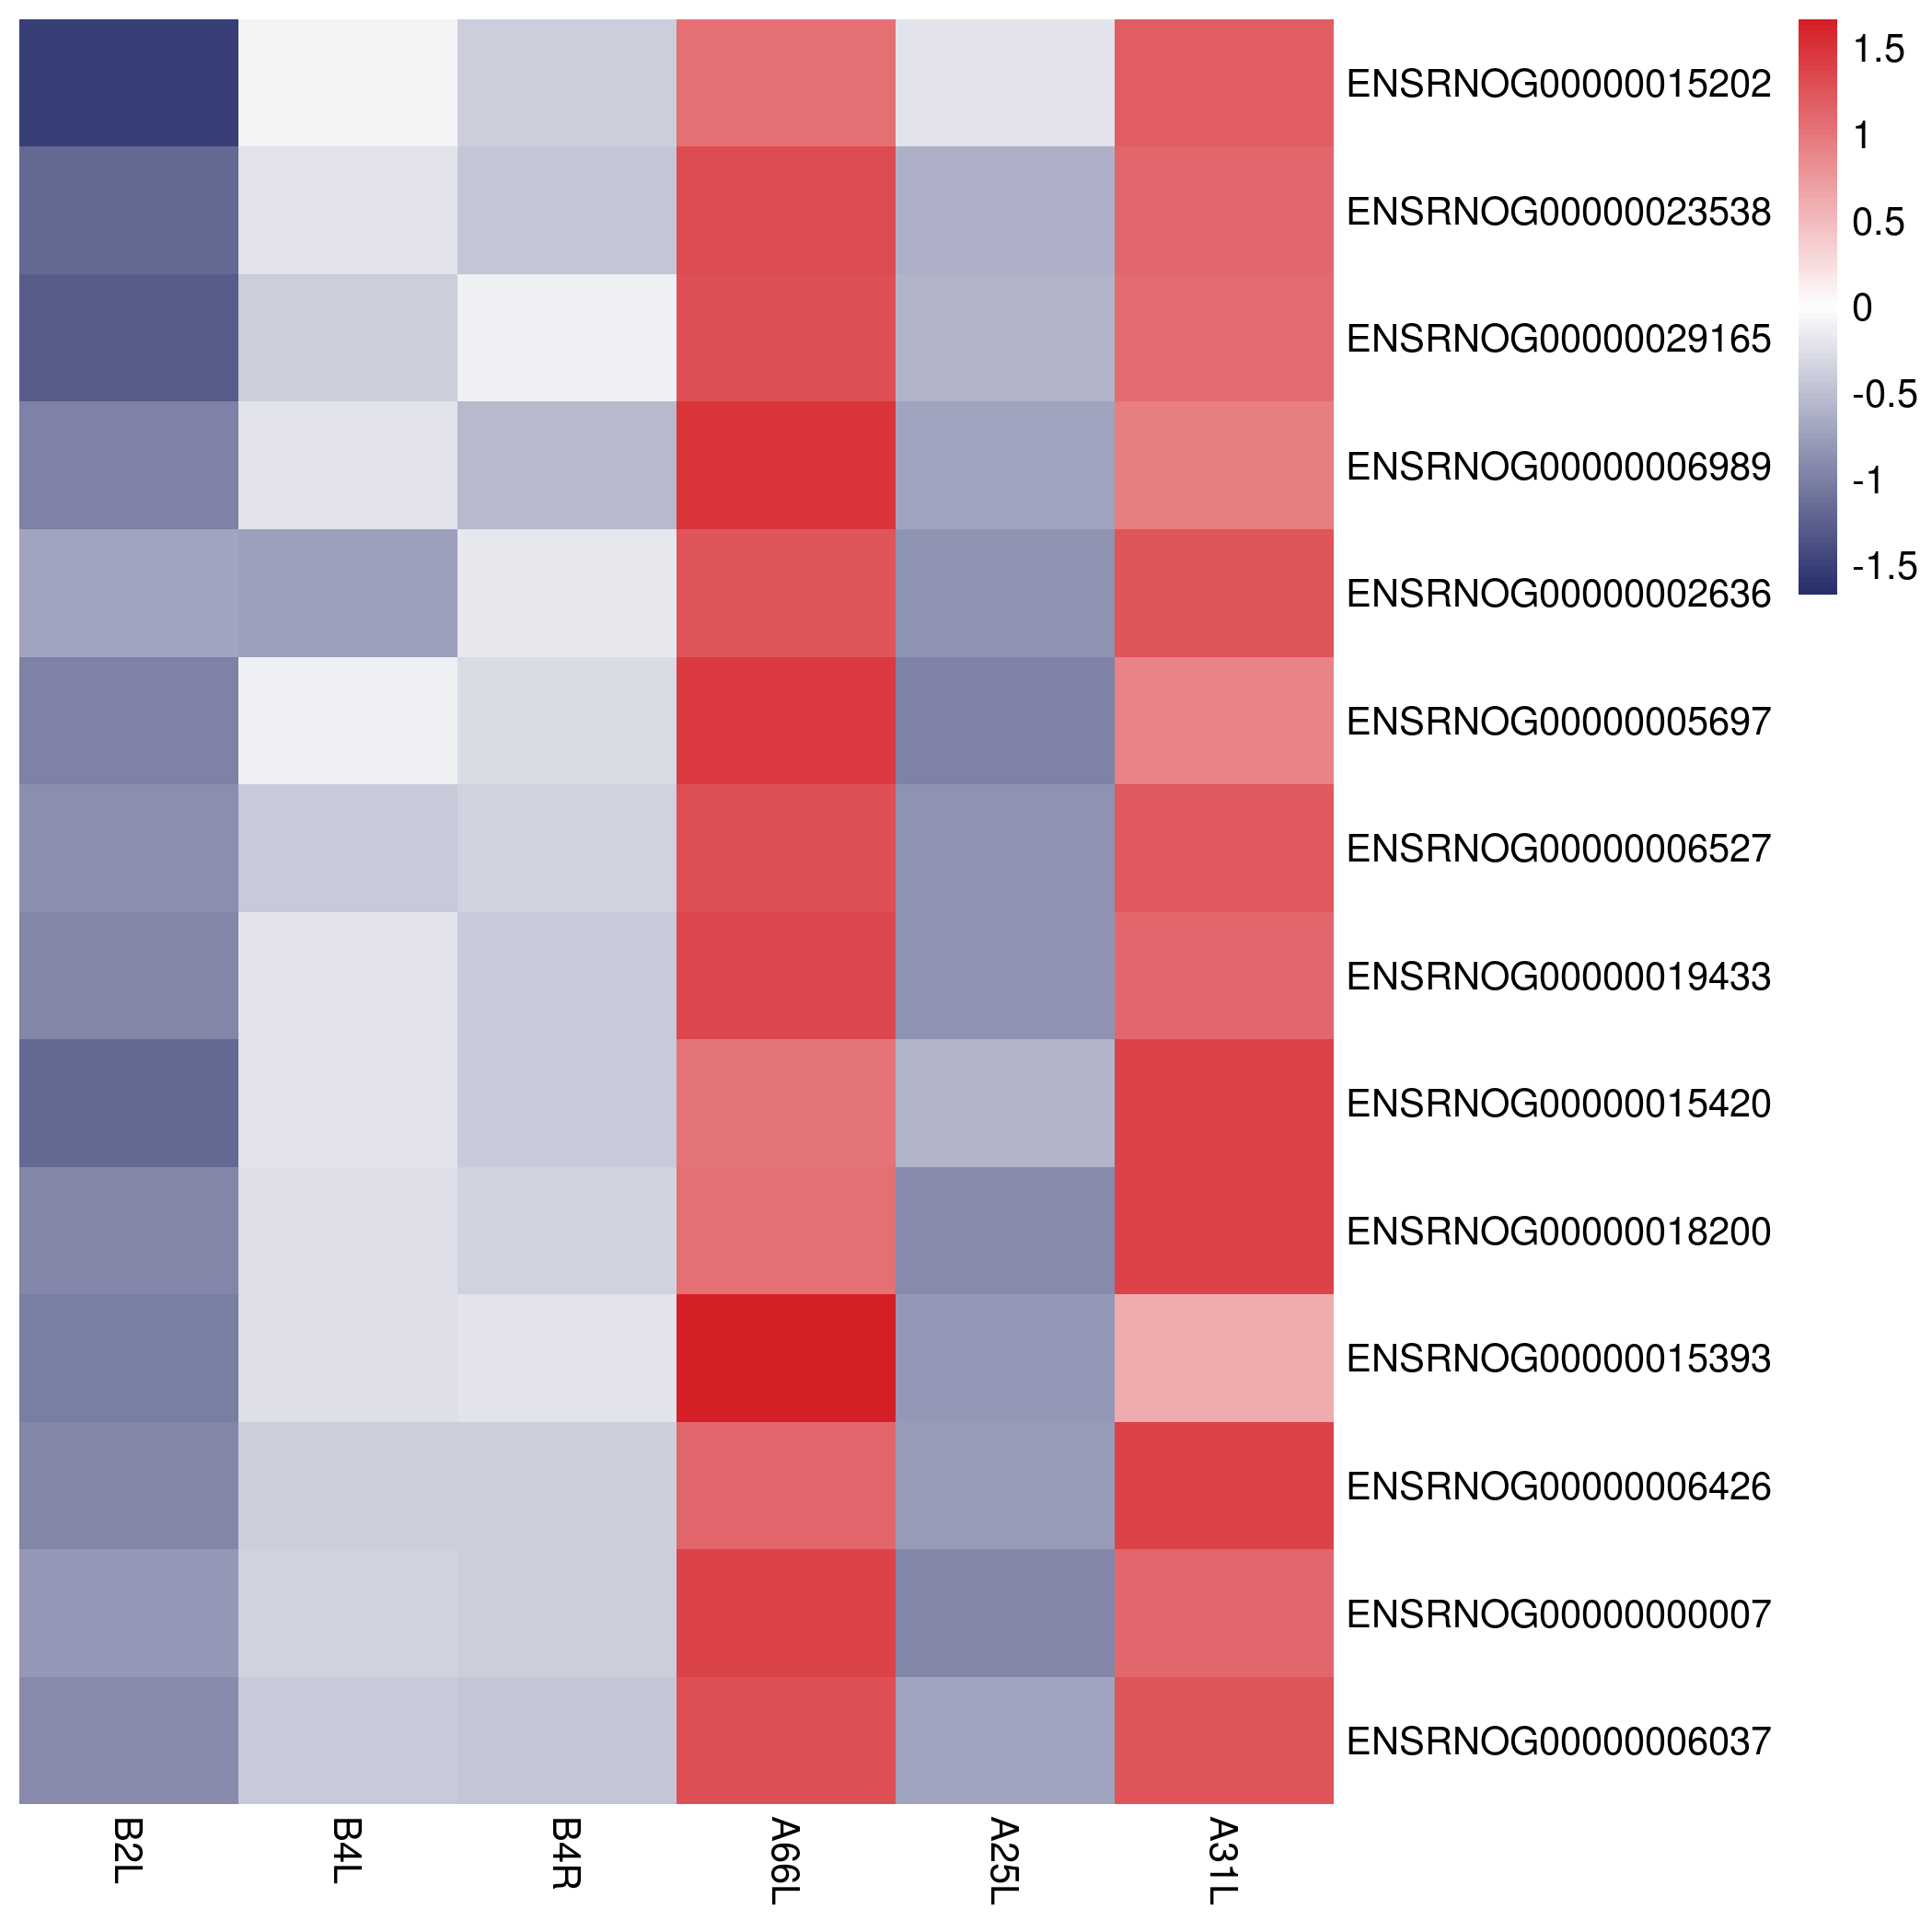 ENSRNOG00000015202
ENSRNOG00000023538
ENSRNOG00000029165
ENSRNOG00000006989
ENSRNOG00000002636
ENSRNOG00000005697
ENSRNOG00000006527
ENSRNOG00000019433
ENSRNOG00000015420
ENSRNOG00000018200
ENSRNOG00000015393
ENSRNOG00000006426
ENSRNOG00000000007
ENSRNOG00000006037
1.5
1
0.5
0
-0.5
-1
-1.5
B2L
B4L
B4R
A66L
A25L
A31L